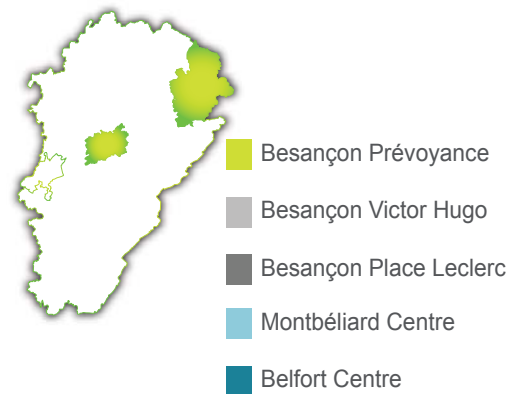 Besançon Prévoyance
Besançon Victor Hugo
Besançon Place Leclerc
Montbéliard Centre
Belfort Centre